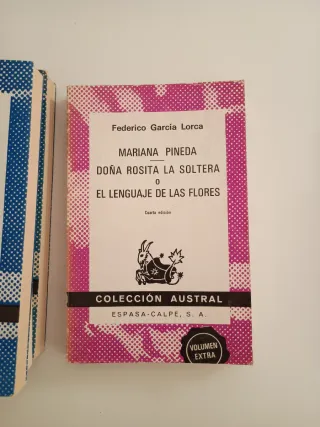 Federico García Lorca
MARIANA PINEDA
DOÑA ROSITA LA SOLTERA
o
EL LENGUAJE DE LAS FLORES
edición
COLECCIÓN AUSTRAL
ESPASA-CALPE, S. A.
VOLUMEN
EXTRA